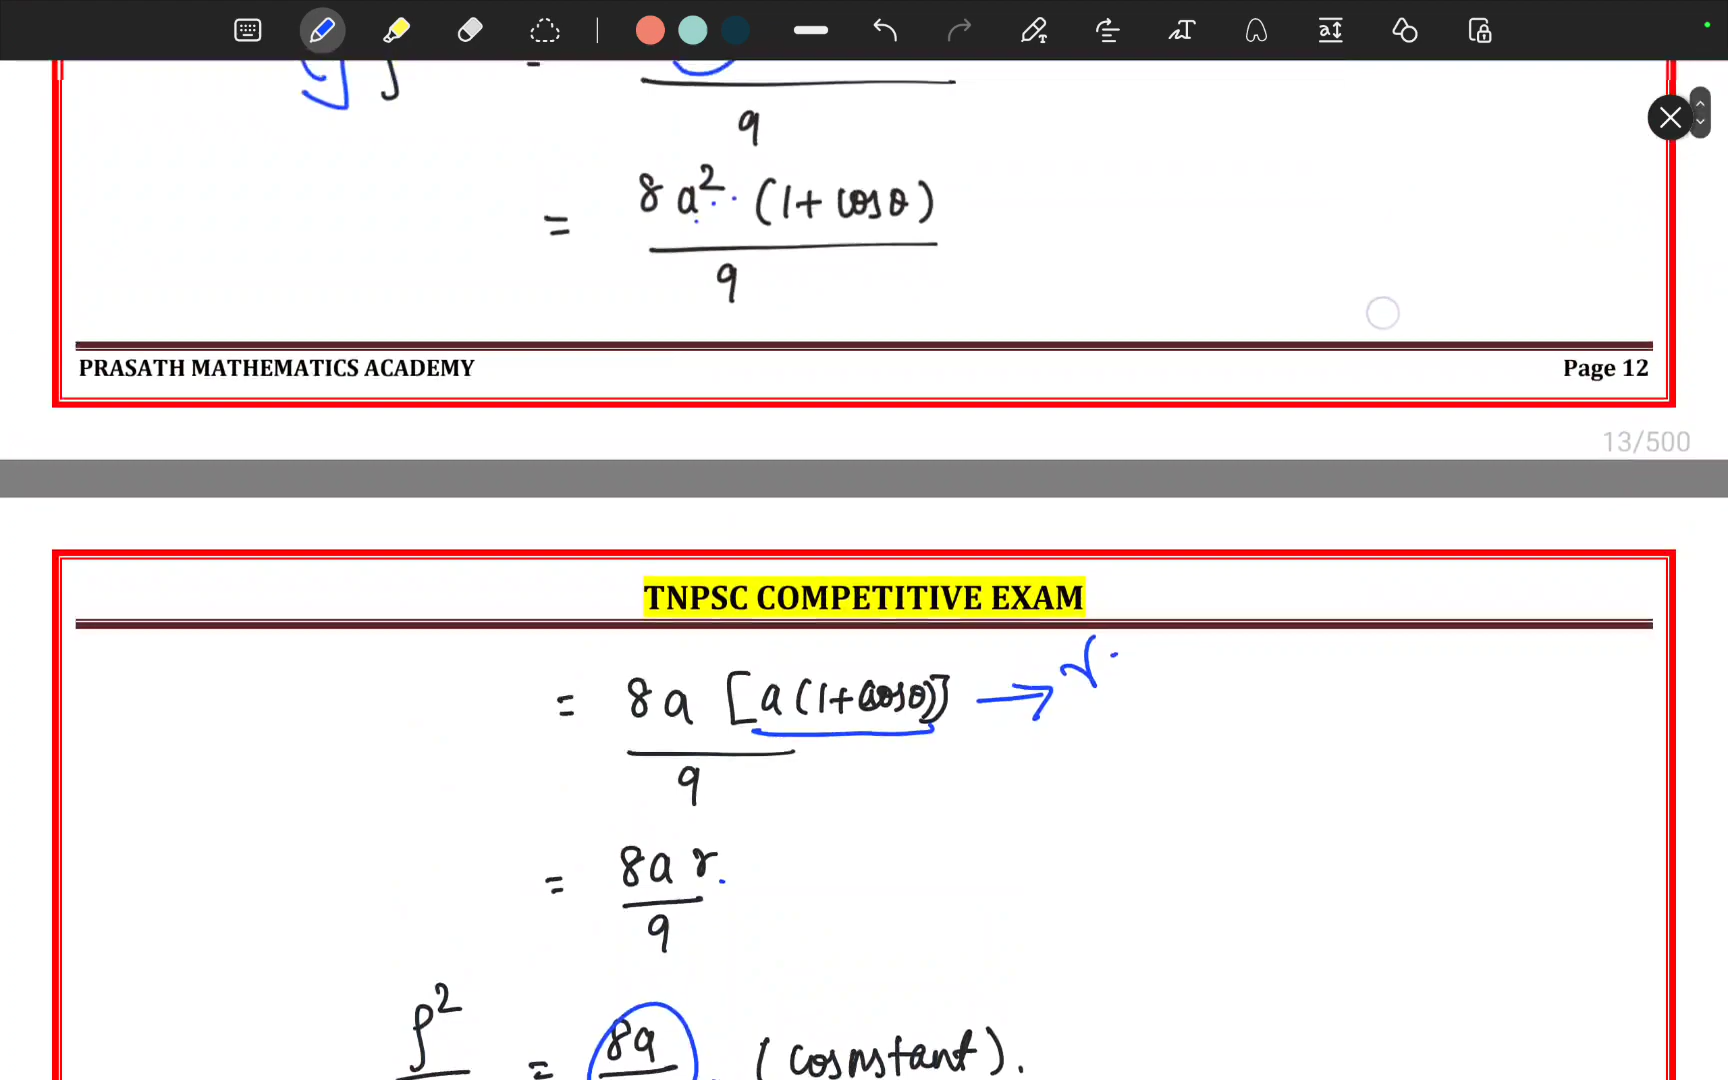 =
9
= 8 a² (1 + cos θ)
9
PRASATH MATHEMATICS ACADEMY Page 12
13/500
TNPSC COMPETITIVE EXAM
= 8 a [a (1 + cos θ)] → r
9
= 8 a r
9
ρ² = 8a (cosnstant).